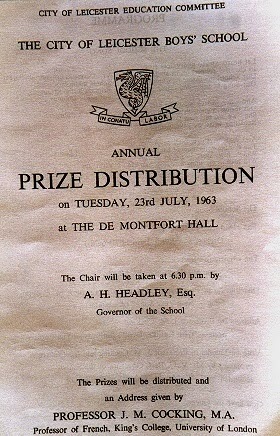 CITY OF LEICESTER EDUCATION COMMITTEE
THE CITY OF LEICESTER BOYS' SCHOOL
IN CONATU LABOR
ANNUAL
PRIZE DISTRIBUTION
on TUESDAY, 23rd JULY, 1963
at THE DE MONTFORT HALL
The Chair will be taken at 6.30 p.m. by
A. H. HEADLEY, Esq.
Governor of the School
The Prizes will be distributed and
an Address given by
PROFESSOR J. M. COCKING, M.A.
Professor of French, King's College, University of London